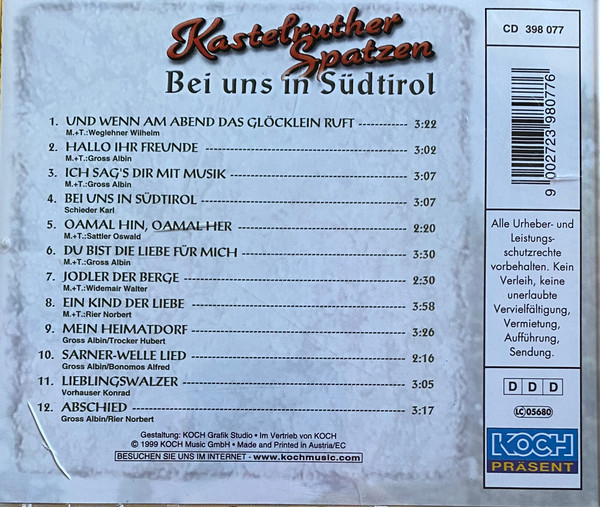 Kastelruther
Spatzen
Bei uns in Südtirol
1. UND WENN AM ABEND DAS GLÖCKLEIN RUFT ------------ 3:22
M.+T.:Weglehner Wilhelm
2. HALLO IHR FREUNDE ------------ 3:02
M.+T.:Gross Albin
3. ICH SAG'S DIR MIT MUSIK ------------ 3:07
M.+T.:Gross Albin
4. BEI UNS IN SÜDTIROL ------------ 3:07
Schieder Karl
5. OAMAL HIN, OAMAL HER ------------ 2:20
M.+T.:Sattler Oswald
6. DU BIST DIE LIEBE FÜR MICH ------------ 3:30
M.+T.:Gross Albin
7. JODLER DER BERGE ------------ 2:30
M.+T.:Widemair Walter
8. EIN KIND DER LIEBE ------------ 3:58
M.+T.:Rier Norbert
9. MEIN HEIMATDORF ------------ 3:26
Gross Albin/Trocker Hubert
10. SARNER-WELLE LIED ------------ 2:16
Gross Albin/Bonomos Alfred
11. LIEBLINGSWALZER ------------ 3:05
Vorhauser Konrad
12. ABSCHIED ------------ 3:17
Gross Albin/Rier Norbert
Gestaltung: KOCH Grafik Studio • Im Vertrieb von KOCH
© 1999 KOCH Music GmbH • Made and Printed in Austria/EC
BESUCHEN SIE UNS IM INTERNET - www.kochmusic.com
CD 398 077
9 002723 980776
Alle Urheber- und
Leistungs-
schutzrechte
vorbehalten. Kein
Verleih, keine
unerlaubte
Vervielfältigung,
Vermietung,
Aufführung,
Sendung.
D D D
LC 05680
KOCH
PRÄSENT